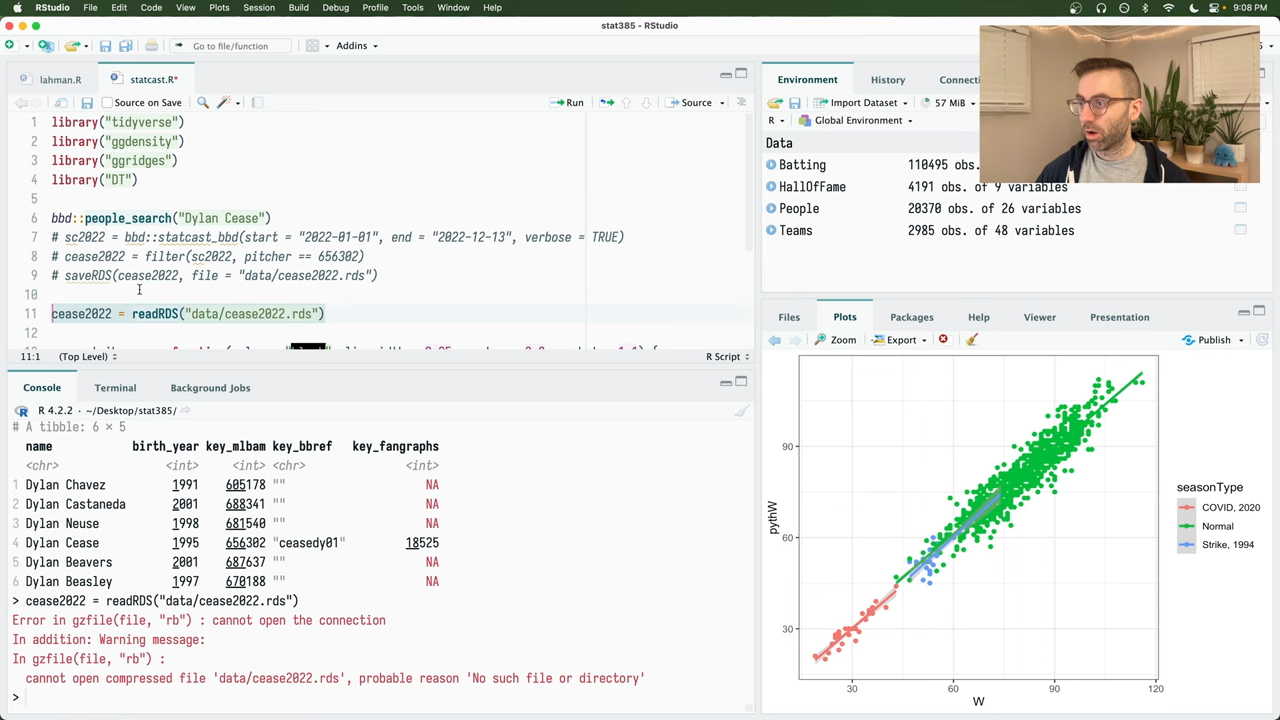 RStudio File Edit Code View Plots Session Build Debug Profile Tools Window Help 9:08 PM
stat385 - RStudio
Go to file/function Addins
lahman.R statcast.R*
Source on Save Run Source
1 library("tidyverse")
2 library("ggdensity")
3 library("ggridges")
4 library("DT")
5
6 bbd::people_search("Dylan Cease")
7 # sc2022 = bbd::statcast_bbd(start = "2022-01-01", end = "2022-12-13", verbose = TRUE)
8 # cease2022 = filter(sc2022, pitcher == 656302)
9 # saveRDS(cease2022, file = "data/cease2022.rds")
10
11 cease2022 = readRDS("data/cease2022.rds")
12
11:1 (Top Level) R Script
Console Terminal Background Jobs
R 4.2.2 · ~/Desktop/stat385/
# A tibble: 6 × 5
name birth_year key_mlbam key_bbref key_fangraphs
<chr> <int> <int> <chr> <int>
1 Dylan Chavez 1991 605178 "" NA
2 Dylan Castaneda 2001 688341 "" NA
3 Dylan Neuse 1998 681540 "" NA
4 Dylan Cease 1995 656302 "ceasedy01" 18525
5 Dylan Beavers 2001 687637 "" NA
6 Dylan Beasley 1997 670188 "" NA
> cease2022 = readRDS("data/cease2022.rds")
Error in gzfile(file, "rb") : cannot open the connection
In addition: Warning message:
In gzfile(file, "rb") :
cannot open compressed file 'data/cease2022.rds', probable reason 'No such file or directory'
>
Environment History
Import Dataset 57 MiB
R Global Environment
Data
Batting 110495 obs.
HallOfFame 4191 obs. of 9 variables
People 20370 obs. of 26 variables
Teams 2985 obs. of 48 variables
Files Plots Packages Help Viewer Presentation
Zoom Export Publish
90
60
30
pythW
30 60 90 120
W
seasonType
COVID, 2020
Normal
Strike, 1994